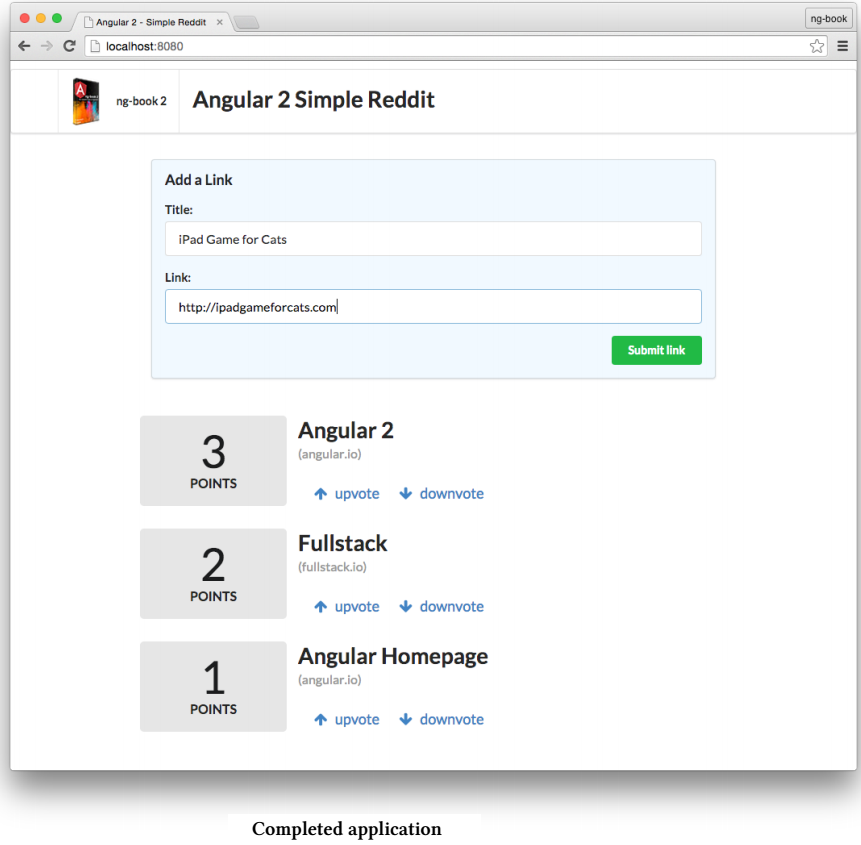 Angular 2 - Simple Reddit ×
ng-book
localhost:8080
ng-book 2
Angular 2 Simple Reddit
Add a Link
Title:
iPad Game for Cats
Link:
http://ipadgameforcats.com
Submit link
3
POINTS
Angular 2
(angular.io)
upvote downvote
2
POINTS
Fullstack
(fullstack.io)
upvote downvote
1
POINTS
Angular Homepage
(angular.io)
upvote downvote
Completed application